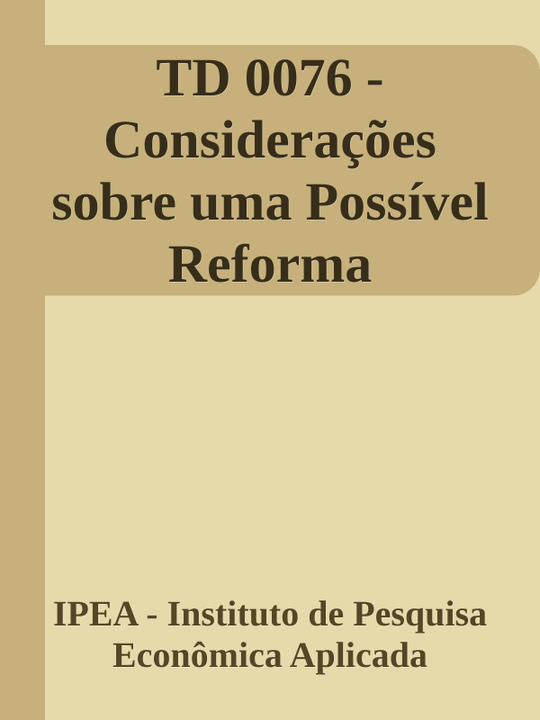 TD 0076 -
Considerações
sobre uma Possível
Reforma
IPEA - Instituto de Pesquisa
Econômica Aplicada